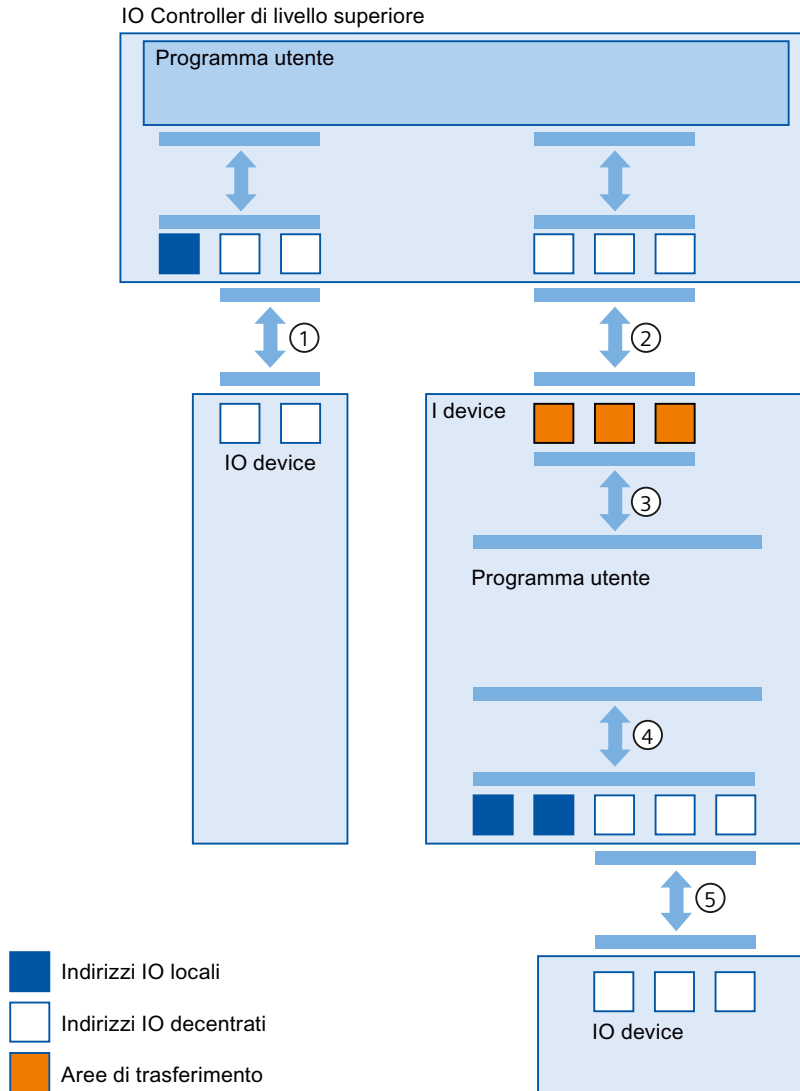 IO Controller di livello superiore
Programma utente
①
②
I device
IO device
③
Programma utente
④
⑤
Indirizzi IO locali
Indirizzi IO decentrati
IO device
Aree di trasferimento